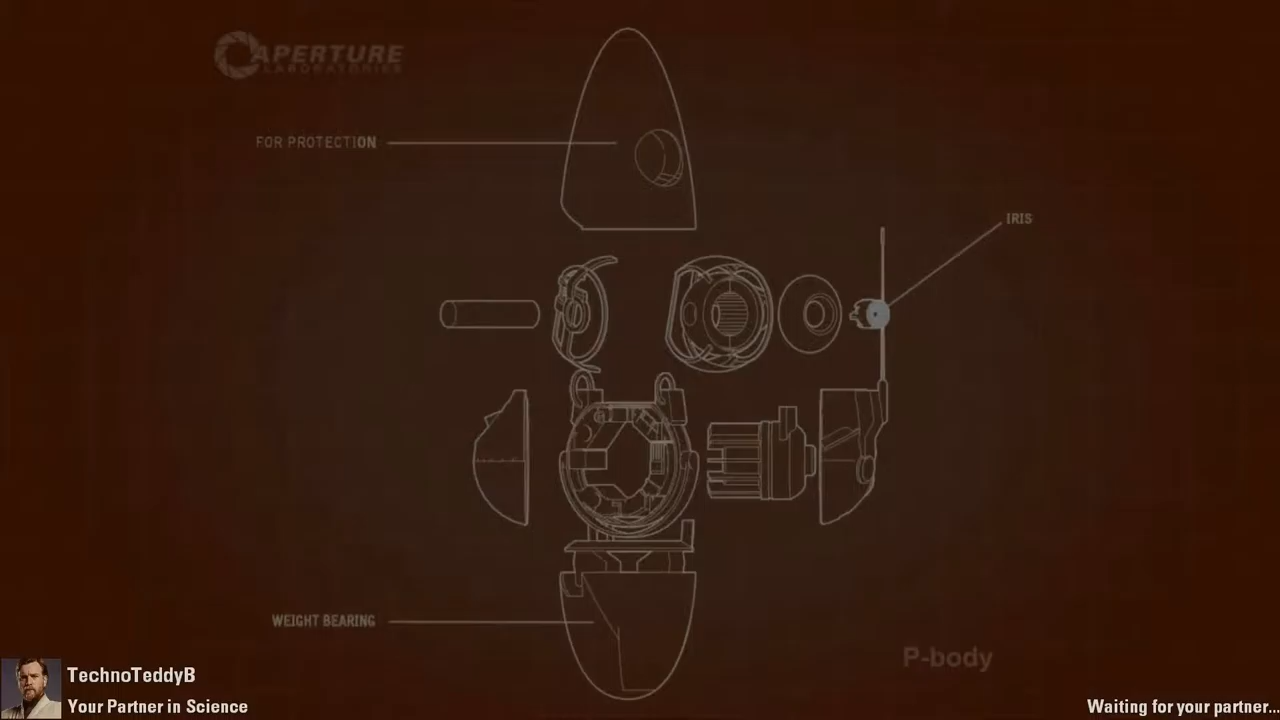 APERTURE
LABORATORIES
FOR PROTECTION
IRIS
WEIGHT BEARING
P-body
TechnoTeddyB
Your Partner in Science
Waiting for your partner...